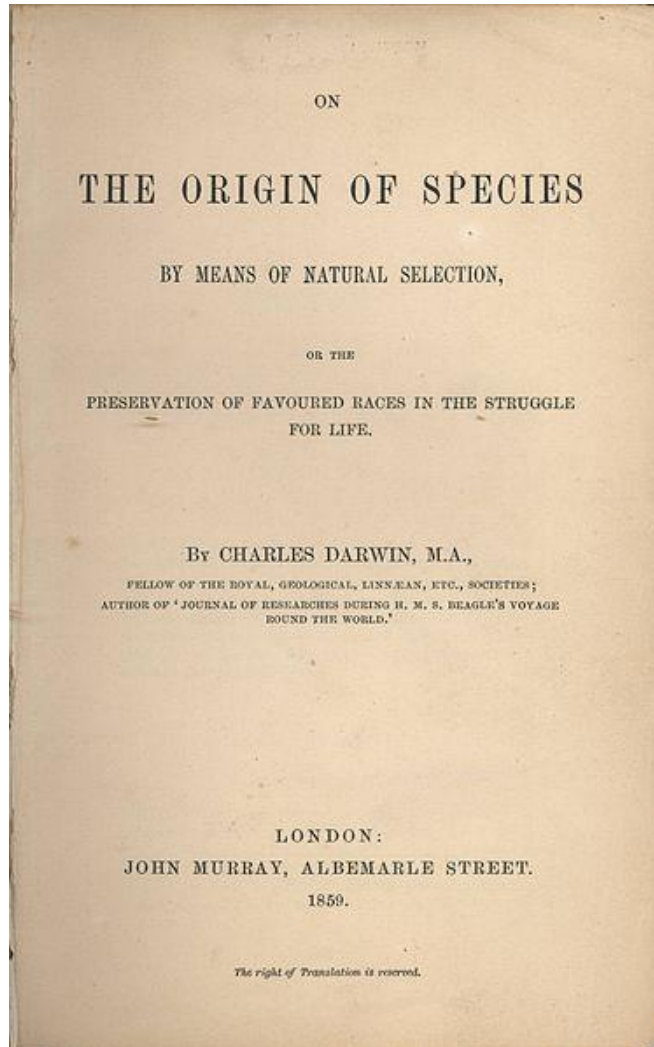 ON
THE ORIGIN OF SPECIES
BY MEANS OF NATURAL SELECTION,
OR THE
PRESERVATION OF FAVOURED RACES IN THE STRUGGLE
FOR LIFE.
BY CHARLES DARWIN, M.A.,
FELLOW OF THE ROYAL, GEOLOGICAL, LINNÆAN, ETC., SOCIETIES;
AUTHOR OF ‘JOURNAL OF RESEARCHES DURING H. M. S. BEAGLE’S VOYAGE
ROUND THE WORLD.’
LONDON:
JOHN MURRAY, ALBEMARLE STREET.
1859.
The right of Translation is reserved.